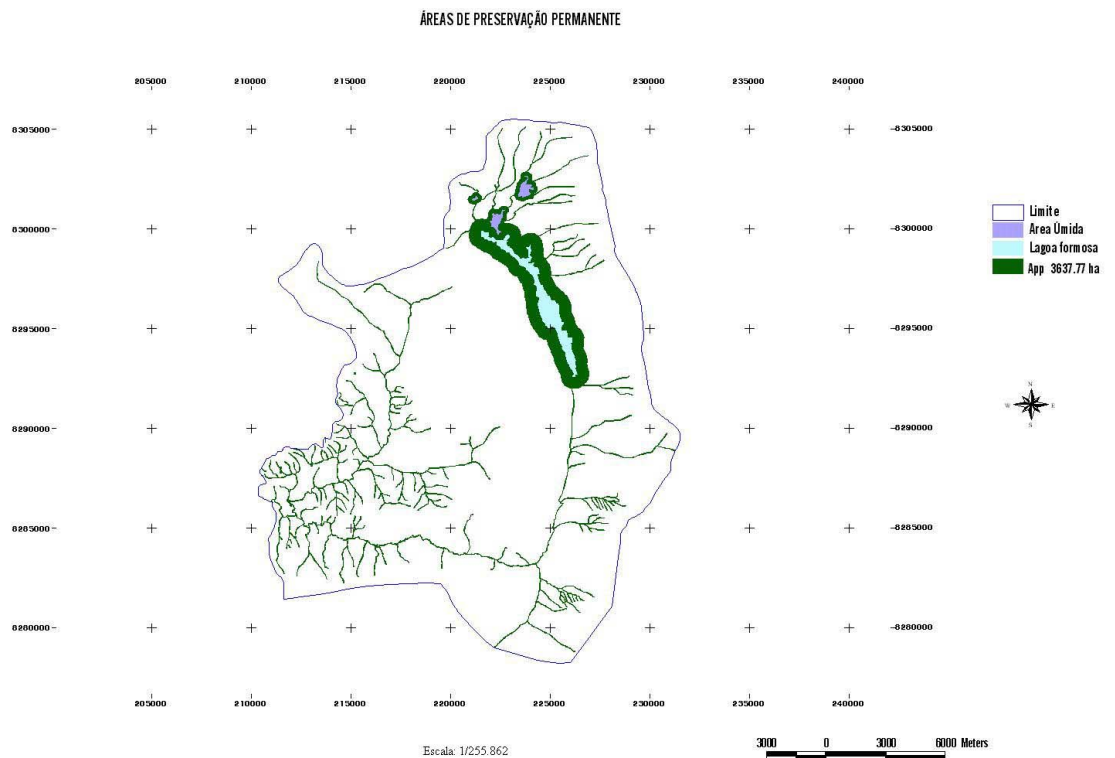 ÁREAS DE PRESERVAÇÃO PERMANENTE
205000 210000 215000 220000 225000 230000 235000 240000
8305000 8305000
8300000 8300000
8295000 8295000
8290000 8290000
8285000 8285000
8280000 8280000
205000 210000 215000 220000 225000 230000 235000 240000
Limite
Area Úmida
Lagoa formosa
App 3637.77 ha
N
W E
S
Escala: 1/255.862
3000 0 3000 6000 Meters